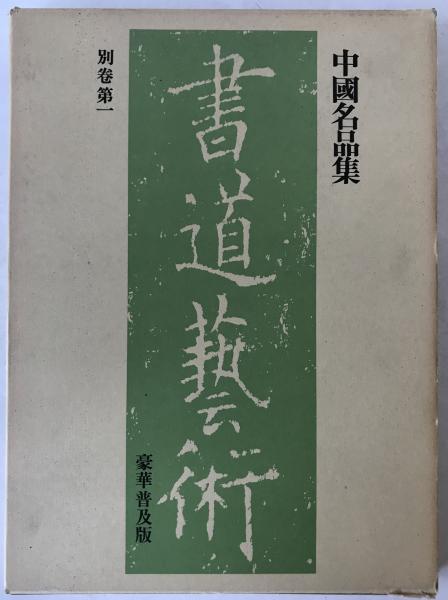 中國名品集
書道藝術
豪華普及版
別卷第一